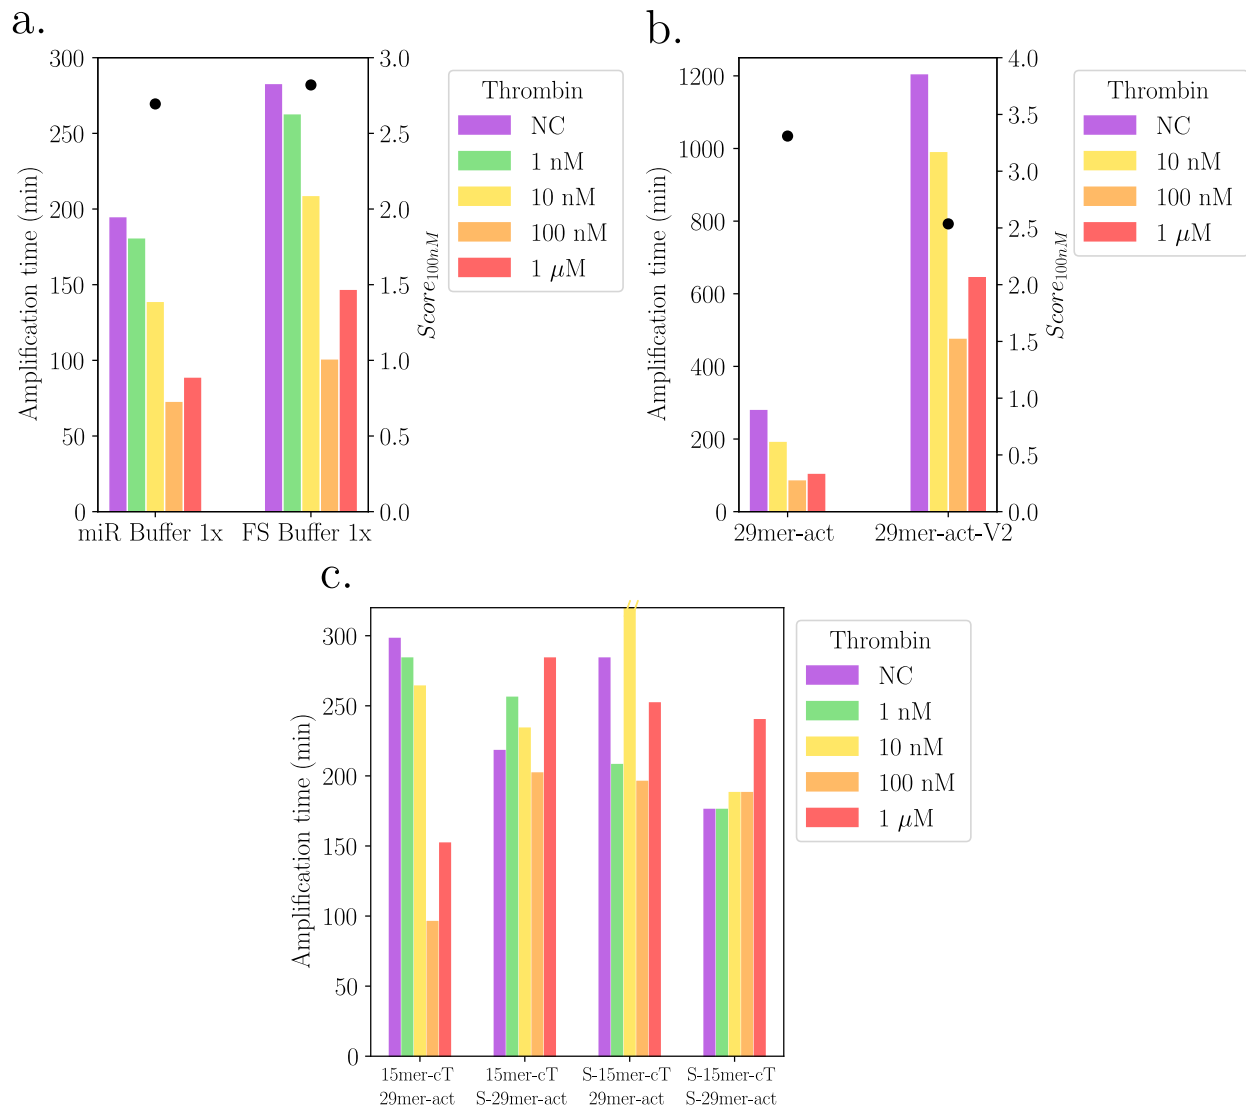 a.
300
250
200
150
100
50
0
Amplification time (min)
miR Buffer 1x
FS Buffer 1x
3.0
2.5
2.0
1.5
1.0
0.5
0.0
Score100nM
Thrombin
NC
1 nM
10 nM
100 nM
1 μM
b.
1200
1000
800
600
400
200
0
Amplification time (min)
29mer-act
29mer-act-V2
4.0
3.5
3.0
2.5
2.0
1.5
1.0
0.5
0.0
Score100nM
Thrombin
NC
10 nM
100 nM
1 μM
c.
300
250
200
150
100
50
0
Amplification time (min)
15mer-cT
29mer-act
15mer-cT
S-29mer-act
S-15mer-cT
29mer-act
S-15mer-cT
S-29mer-act
Thrombin
NC
1 nM
10 nM
100 nM
1 μM